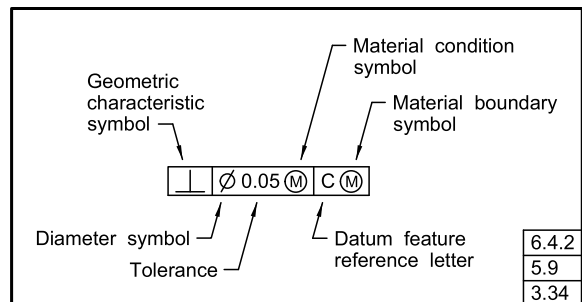 Material condition
symbol
Geometric
characteristic
symbol
Material boundary
symbol
⊥ Ø 0.05 Ⓜ C Ⓜ
Diameter symbol
Tolerance
Datum feature
reference letter
6.4.2
5.9
3.34